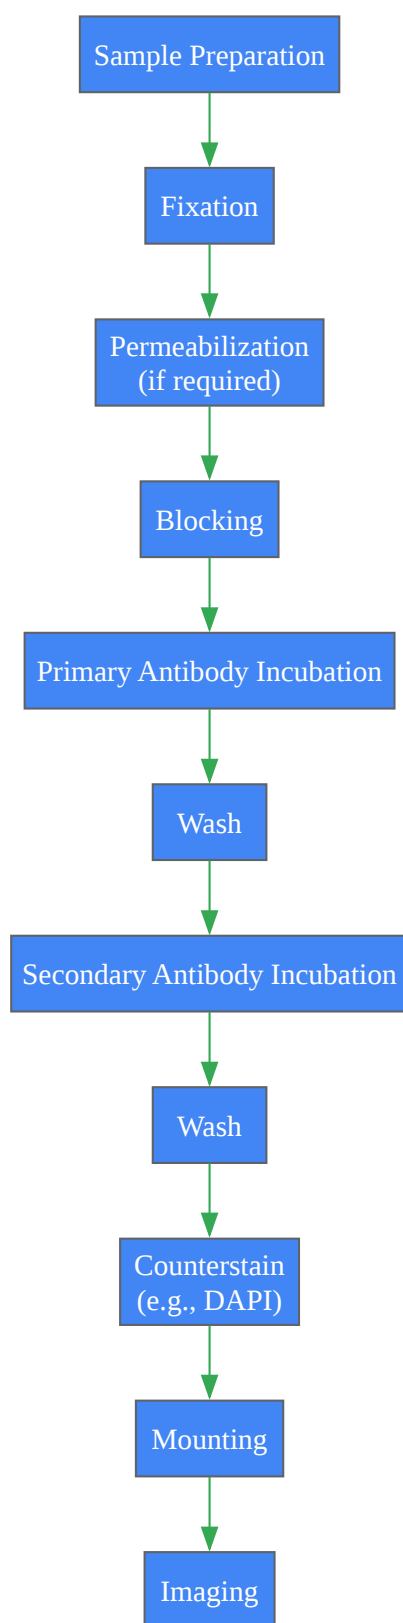 Sample Preparation
Fixation
Permeabilization
(if required)
Blocking
Primary Antibody Incubation
Wash
Secondary Antibody Incubation
Wash
Counterstain
(e.g., DAPI)
Mounting
Imaging